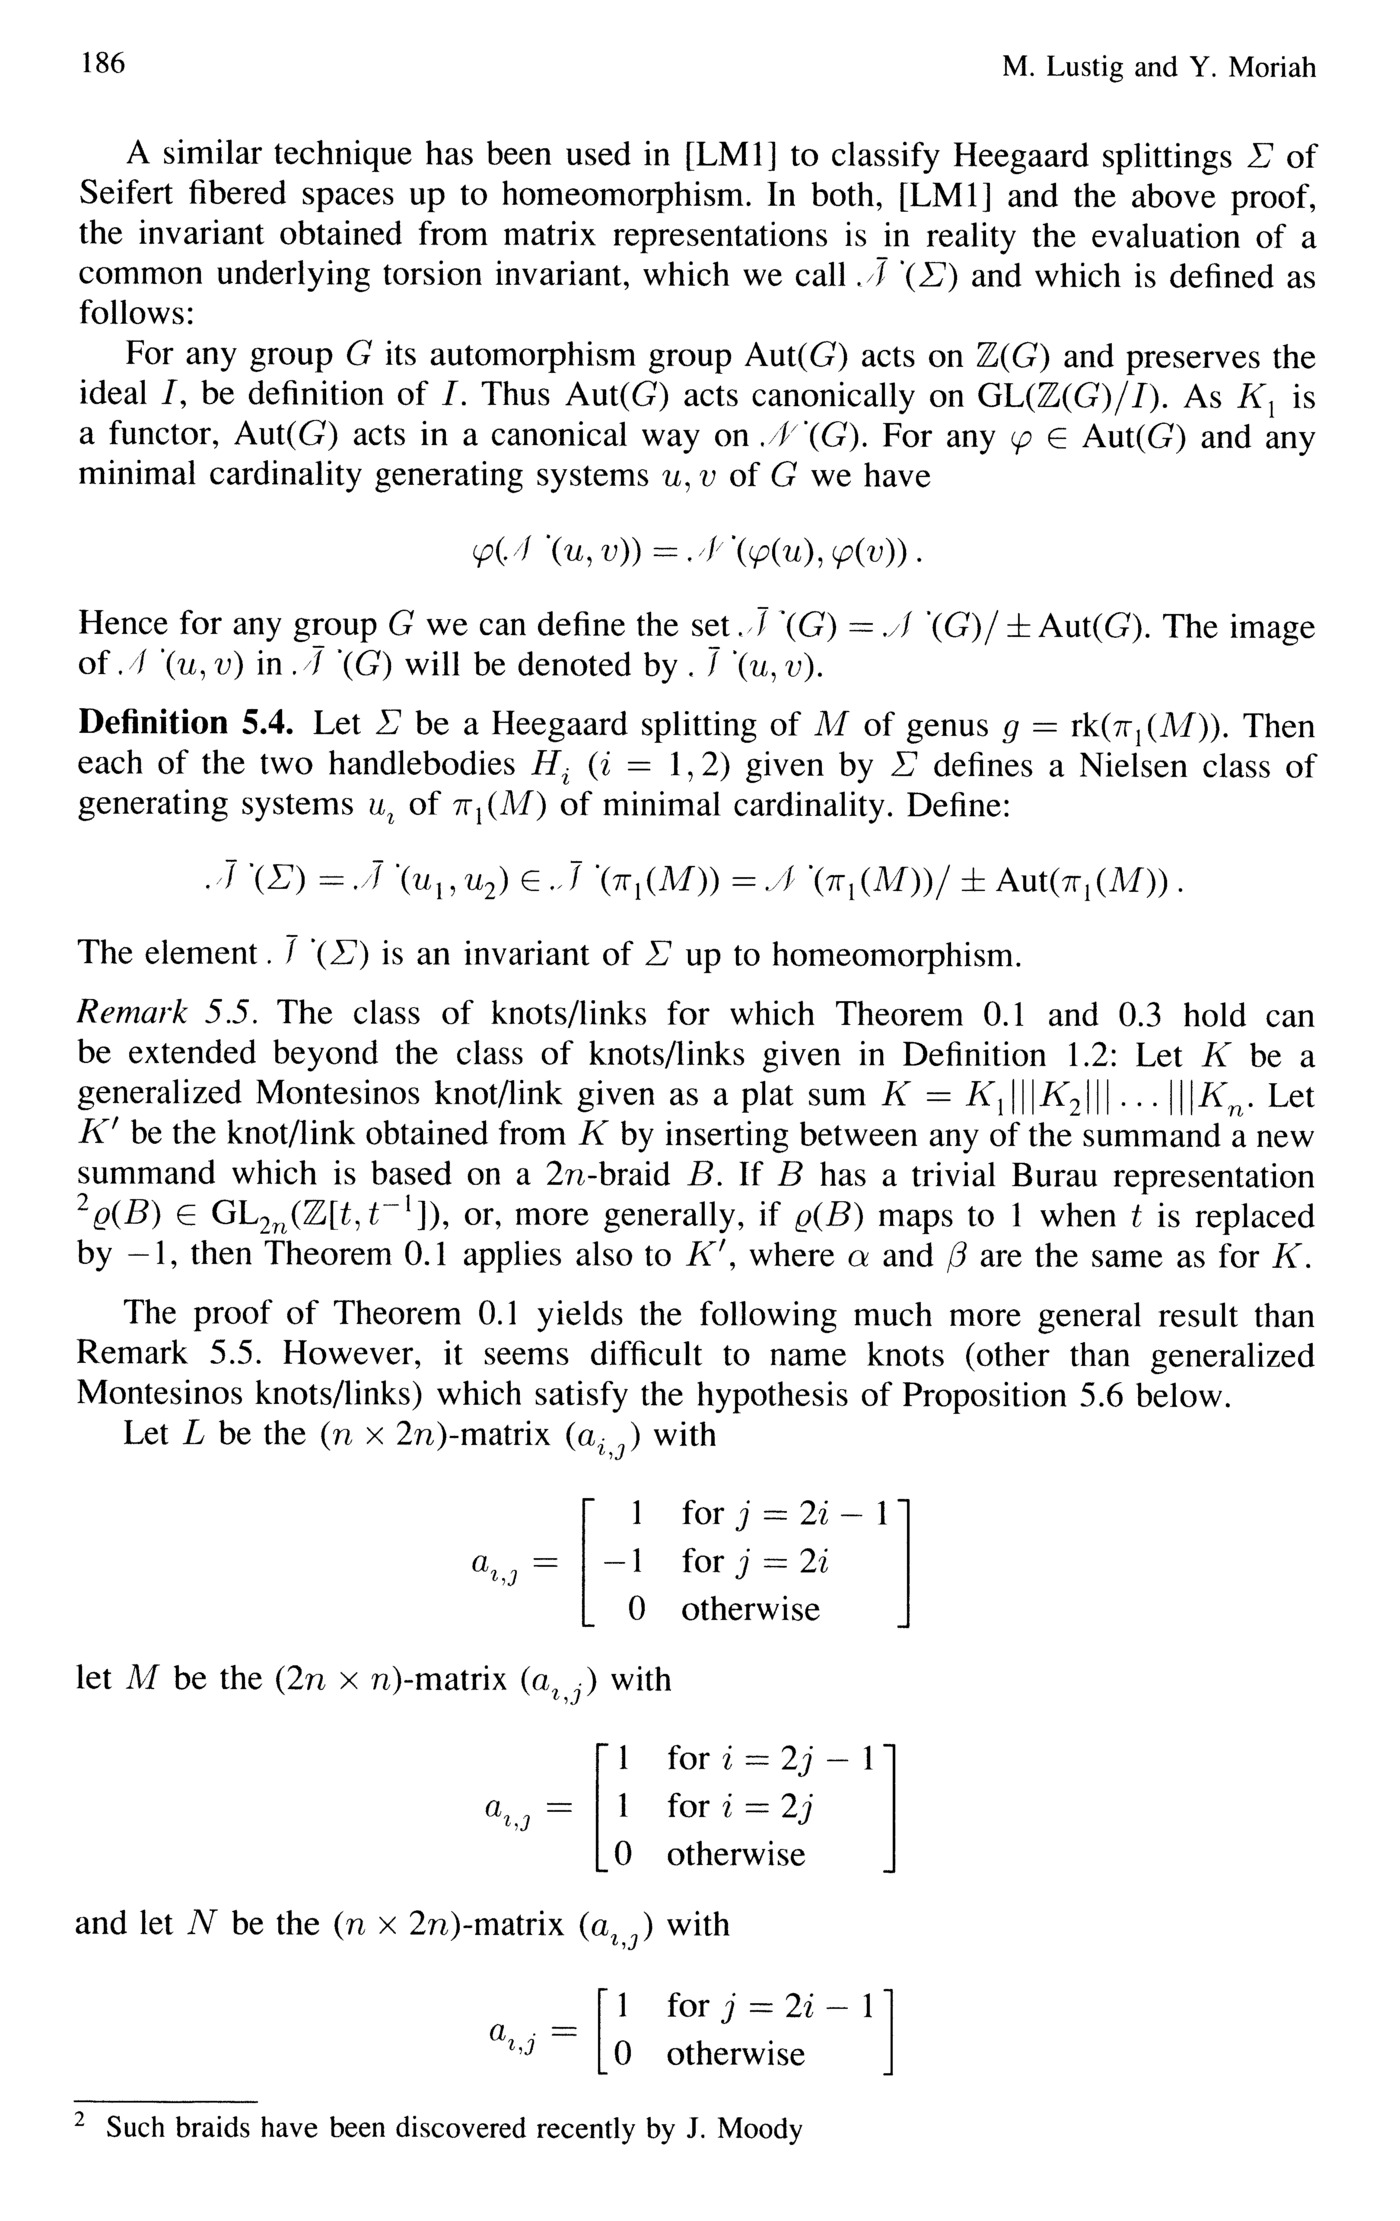 186
M. Lustig and Y. Moriah
A similar technique has been used in [LM1] to classify Heegaard splittings Σ of
Seifert fibered spaces up to homeomorphism. In both, [LM1] and the above proof,
the invariant obtained from matrix representations is in reality the evaluation of a
common underlying torsion invariant, which we call 𝒩̄(Σ) and which is defined as
follows:
For any group G its automorphism group Aut(G) acts on ℤ(G) and preserves the
ideal I, be definition of I. Thus Aut(G) acts canonically on GL(ℤ(G)/I). As K₁ is
a functor, Aut(G) acts in a canonical way on 𝒩(G). For any φ ∈ Aut(G) and any
minimal cardinality generating systems u, v of G we have
φ(𝒩(u, v)) = 𝒩(φ(u), φ(v)).
Hence for any group G we can define the set 𝒩̄(G) = 𝒩(G)/ ± Aut(G). The image
of 𝒩(u, v) in 𝒩̄(G) will be denoted by 𝒩̄(u, v).
Definition 5.4. Let Σ be a Heegaard splitting of M of genus g = rk(π₁(M)). Then
each of the two handlebodies Hᵢ (i = 1, 2) given by Σ defines a Nielsen class of
generating systems uᵢ of π₁(M) of minimal cardinality. Define:
𝒩̄(Σ) = 𝒩̄(u₁, u₂) ∈ 𝒩̄(π₁(M)) = 𝒩(π₁(M))/ ± Aut(π₁(M)).
The element 𝒩̄(Σ) is an invariant of Σ up to homeomorphism.
Remark 5.5. The class of knots/links for which Theorem 0.1 and 0.3 hold can
be extended beyond the class of knots/links given in Definition 1.2: Let K be a
generalized Montesinos knot/link given as a plat sum K = K₁|||K₂||| ... |||Kₙ. Let
K′ be the knot/link obtained from K by inserting between any of the summand a new
summand which is based on a 2n-braid B. If B has a trivial Burau representation
²ϱ(B) ∈ GL₂ₙ(ℤ[t, t⁻¹]), or, more generally, if ϱ(B) maps to 1 when t is replaced
by −1, then Theorem 0.1 applies also to K′, where α and β are the same as for K.
The proof of Theorem 0.1 yields the following much more general result than
Remark 5.5. However, it seems difficult to name knots (other than generalized
Montesinos knots/links) which satisfy the hypothesis of Proposition 5.6 below.
Let L be the (n × 2n)-matrix (aᵢ,ⱼ) with
1 for j = 2i − 1
aᵢ,ⱼ = −1 for j = 2i
0 otherwise
let M be the (2n × n)-matrix (aᵢ,ⱼ) with
1 for i = 2j − 1
aᵢ,ⱼ = 1 for i = 2j
0 otherwise
and let N be the (n × 2n)-matrix (aᵢ,ⱼ) with
1 for j = 2i − 1
aᵢ,ⱼ =
0 otherwise
² Such braids have been discovered recently by J. Moody